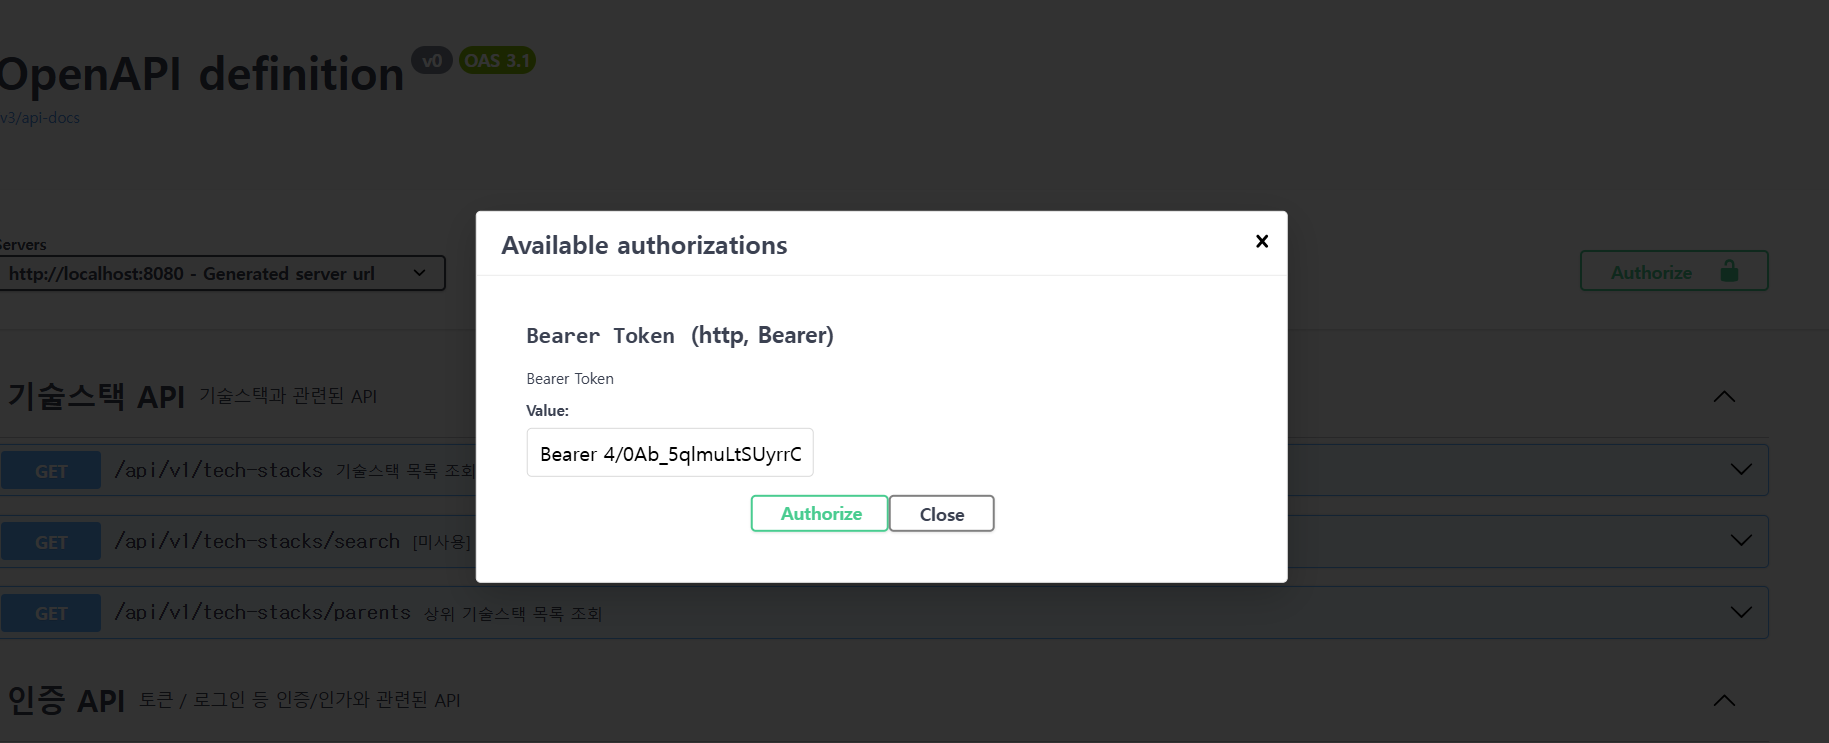 OpenAPI definition v0 OAS 3.1
v3/api-docs
Servers
http://localhost:8080 - Generated server url
Authorize
Available authorizations
Bearer Token (http, Bearer)
Bearer Token
Value:
Bearer 4/0Ab_5qlmuLtSUyrrC
Authorize Close
기술스택 API 기술스택과 관련된 API
GET /api/v1/tech-stacks 기술스택 목록 조회
GET /api/v1/tech-stacks/search [미사용]
GET /api/v1/tech-stacks/parents 상위 기술스택 목록 조회
인증 API 토큰 / 로그인 등 인증/인가와 관련된 API